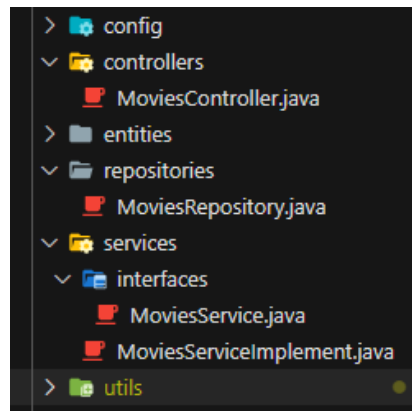 config
controllers
MoviesController.java
entities
repositories
MoviesRepository.java
services
interfaces
MoviesService.java
MoviesServiceImplement.java
utils